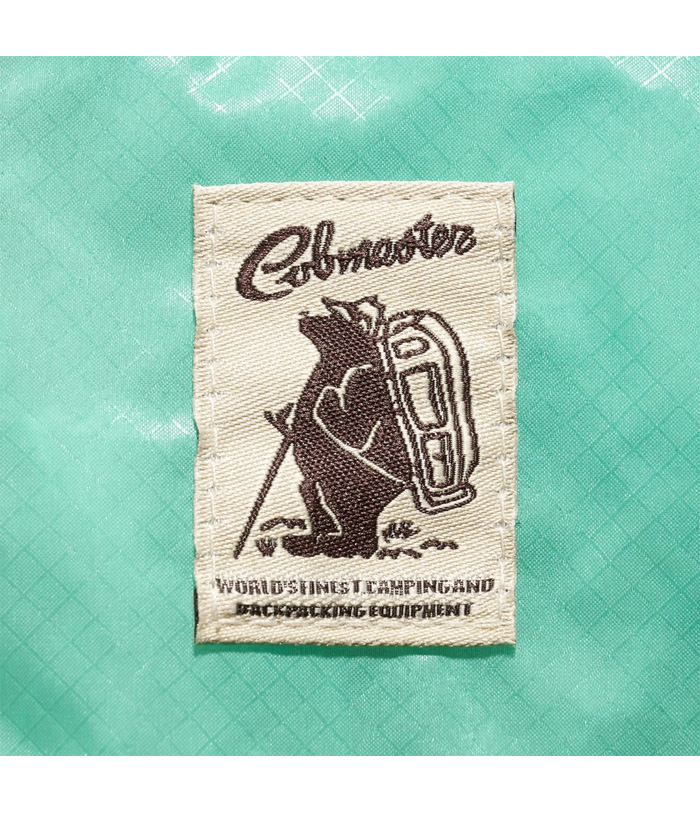 Cubmaster
WORLD'S FINEST. CAMPING AND
BACKPACKING EQUIPMENT